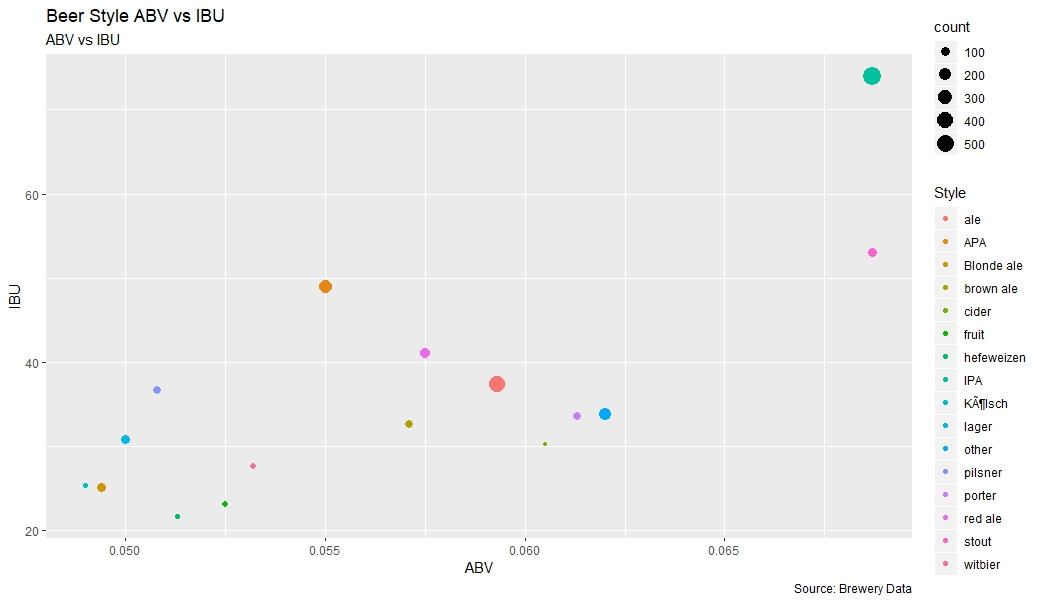 Beer Style ABV vs IBU
ABV vs IBU
IBU
60
40
20
0.050
0.055
0.060
0.065
ABV
Source: Brewery Data
count
100
200
300
400
500
Style
ale
APA
Blonde ale
brown ale
cider
fruit
hefeweizen
IPA
KÃ¶lsch
lager
other
pilsner
porter
red ale
stout
witbier